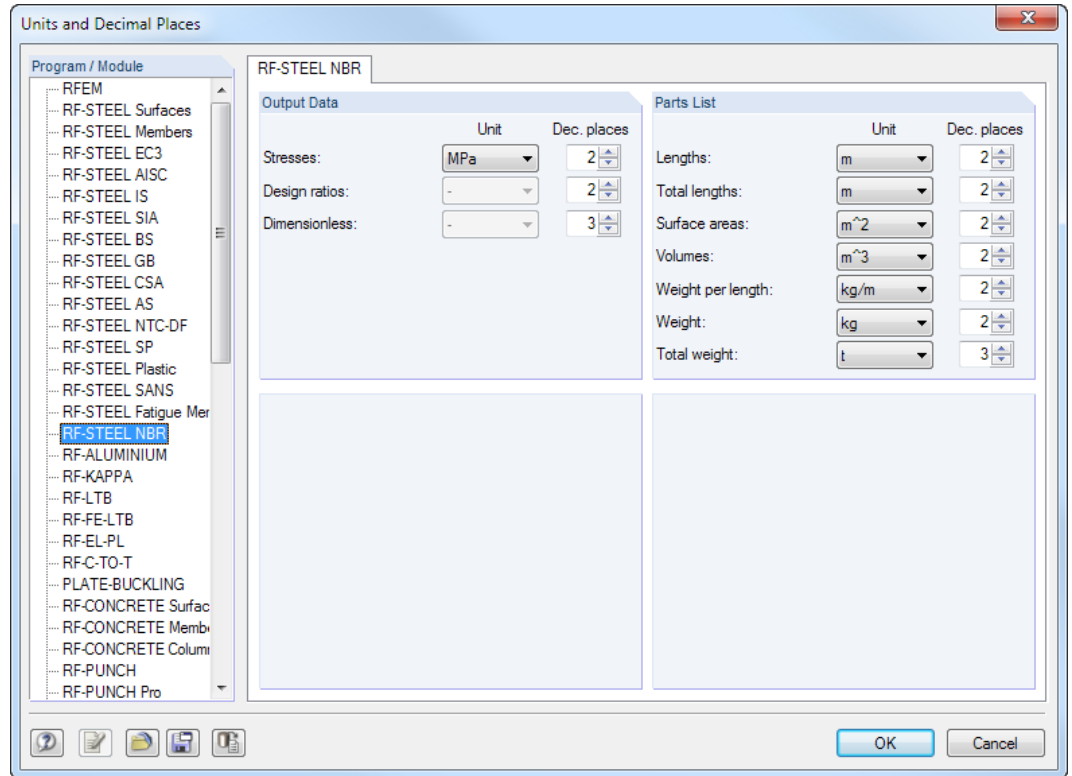 Units and Decimal Places
Program / Module
RFEM
RF-STEEL Surfaces
RF-STEEL Members
RF-STEEL EC3
RF-STEEL AISC
RF-STEEL IS
RF-STEEL SIA
RF-STEEL BS
RF-STEEL GB
RF-STEEL CSA
RF-STEEL AS
RF-STEEL NTC-DF
RF-STEEL SP
RF-STEEL Plastic
RF-STEEL SANS
RF-STEEL Fatigue Mer
RF-STEEL NBR
RF-ALUMINIUM
RF-KAPPA
RF-LTB
RF-FE-LTB
RF-EL-PL
RF-C-TO-T
PLATE-BUCKLING
RF-CONCRETE Surfac
RF-CONCRETE Membe
RF-CONCRETE Colum
RF-PUNCH
RF-PUNCH Pro
RF-STEEL NBR
Output Data
Unit Dec. places
Stresses: MPa 2
Design ratios: - 2
Dimensionless: - 3
Parts List
Unit Dec. places
Lengths: m 2
Total lengths: m 2
Surface areas: m^2 2
Volumes: m^3 2
Weight per length: kg/m 2
Weight: kg 2
Total weight: t 3
OK Cancel